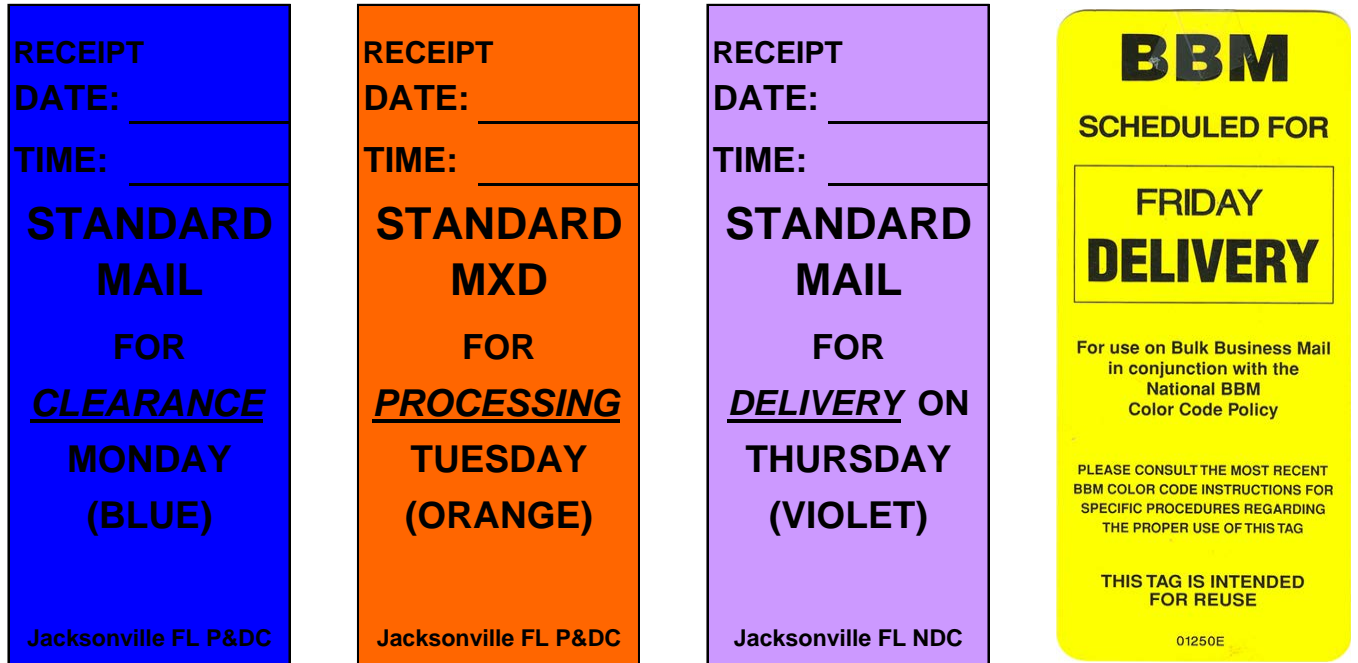 RECEIPT
DATE:
TIME:
STANDARD
MAIL
FOR
CLEARANCE
MONDAY
(BLUE)
Jacksonville FL P&DC
RECEIPT
DATE:
TIME:
STANDARD
MXD
FOR
PROCESSING
TUESDAY
(ORANGE)
Jacksonville FL P&DC
RECEIPT
DATE:
TIME:
STANDARD
MAIL
FOR
DELIVERY ON
THURSDAY
(VIOLET)
Jacksonville FL NDC
BBM
SCHEDULED FOR
FRIDAY
DELIVERY
For use on Bulk Business Mail
in conjunction with the
National BBM
Color Code Policy
PLEASE CONSULT THE MOST RECENT
BBM COLOR CODE INSTRUCTIONS FOR
SPECIFIC PROCEDURES REGARDING
THE PROPER USE OF THIS TAG
THIS TAG IS INTENDED
FOR REUSE
01250E